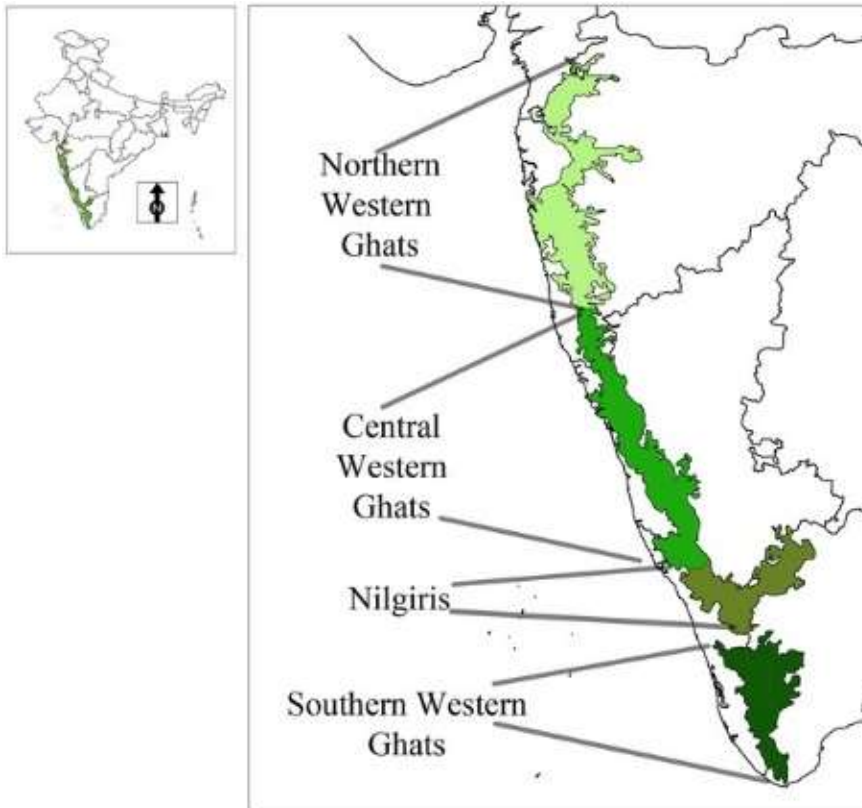 N
Northern
Western
Ghats
Central
Western
Ghats
Nilgiris
Southern Western
Ghats